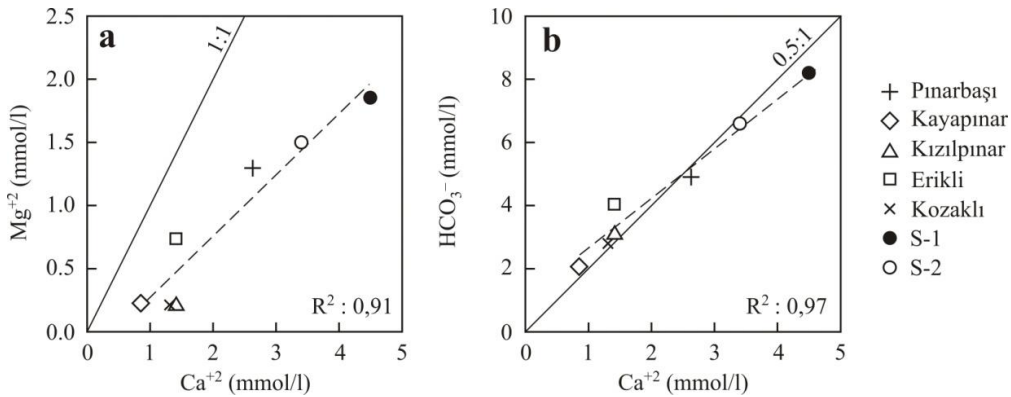 a
1:1
2.5
2.0
1.5
1.0
0.5
0.0
Mg+2 (mmol/l)
R2 : 0,91
0 1 2 3 4 5
Ca+2 (mmol/l)
b
0.5:1
10
8
6
4
2
0
HCO3− (mmol/l)
R2 : 0,97
0 1 2 3 4 5
Ca+2 (mmol/l)
Pınarbaşı
Kayapınar
Kızılpınar
Erikli
Kozaklı
S-1
S-2